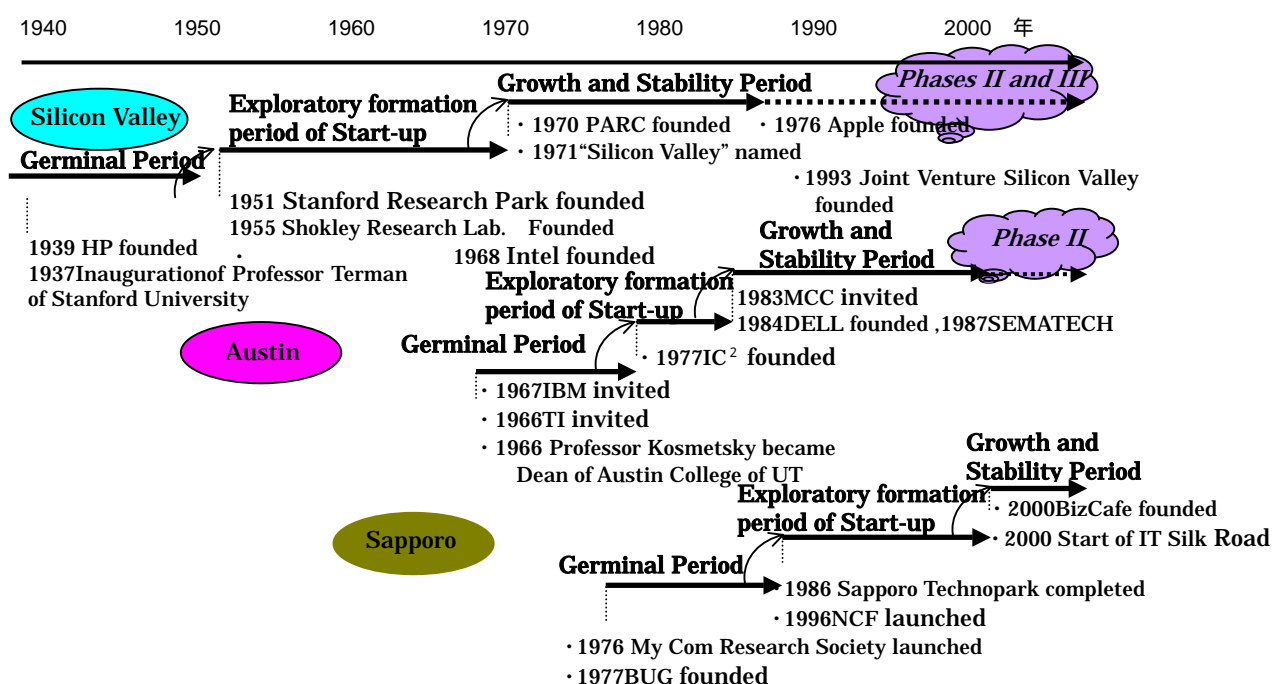 1940 1950 1960 1970 1980 1990 2000 年
Phases II and III
Growth and Stability Period
Silicon Valley
Exploratory formation
period of Start-up
・1970 PARC founded
・1976 Apple founded
・1971“Silicon Valley” named
Germinal Period
・1993 Joint Venture Silicon Valley
founded
1951 Stanford Research Park founded
1955 Shokley Research Lab. Founded
・
1939 HP founded
1937Inaugurationof Professor Terman
of Stanford University
1968 Intel founded
Growth and
Stability Period
Phase II
Exploratory formation
period of Start-up
・1983MCC invited
・1984DELL founded ,1987SEMATECH
Austin
Germinal Period
・1977IC2 founded
・1967IBM invited
・1966TI invited
・1966 Professor Kosmetsky became
Dean of Austin College of UT
Growth and
Stability Period
Exploratory formation
period of Start-up
・2000BizCafe founded
・2000 Start of IT Silk Road
Sapporo
Germinal Period
・1986 Sapporo Technopark completed
・1996NCF launched
・1976 My Com Research Society launched
・1977BUG founded